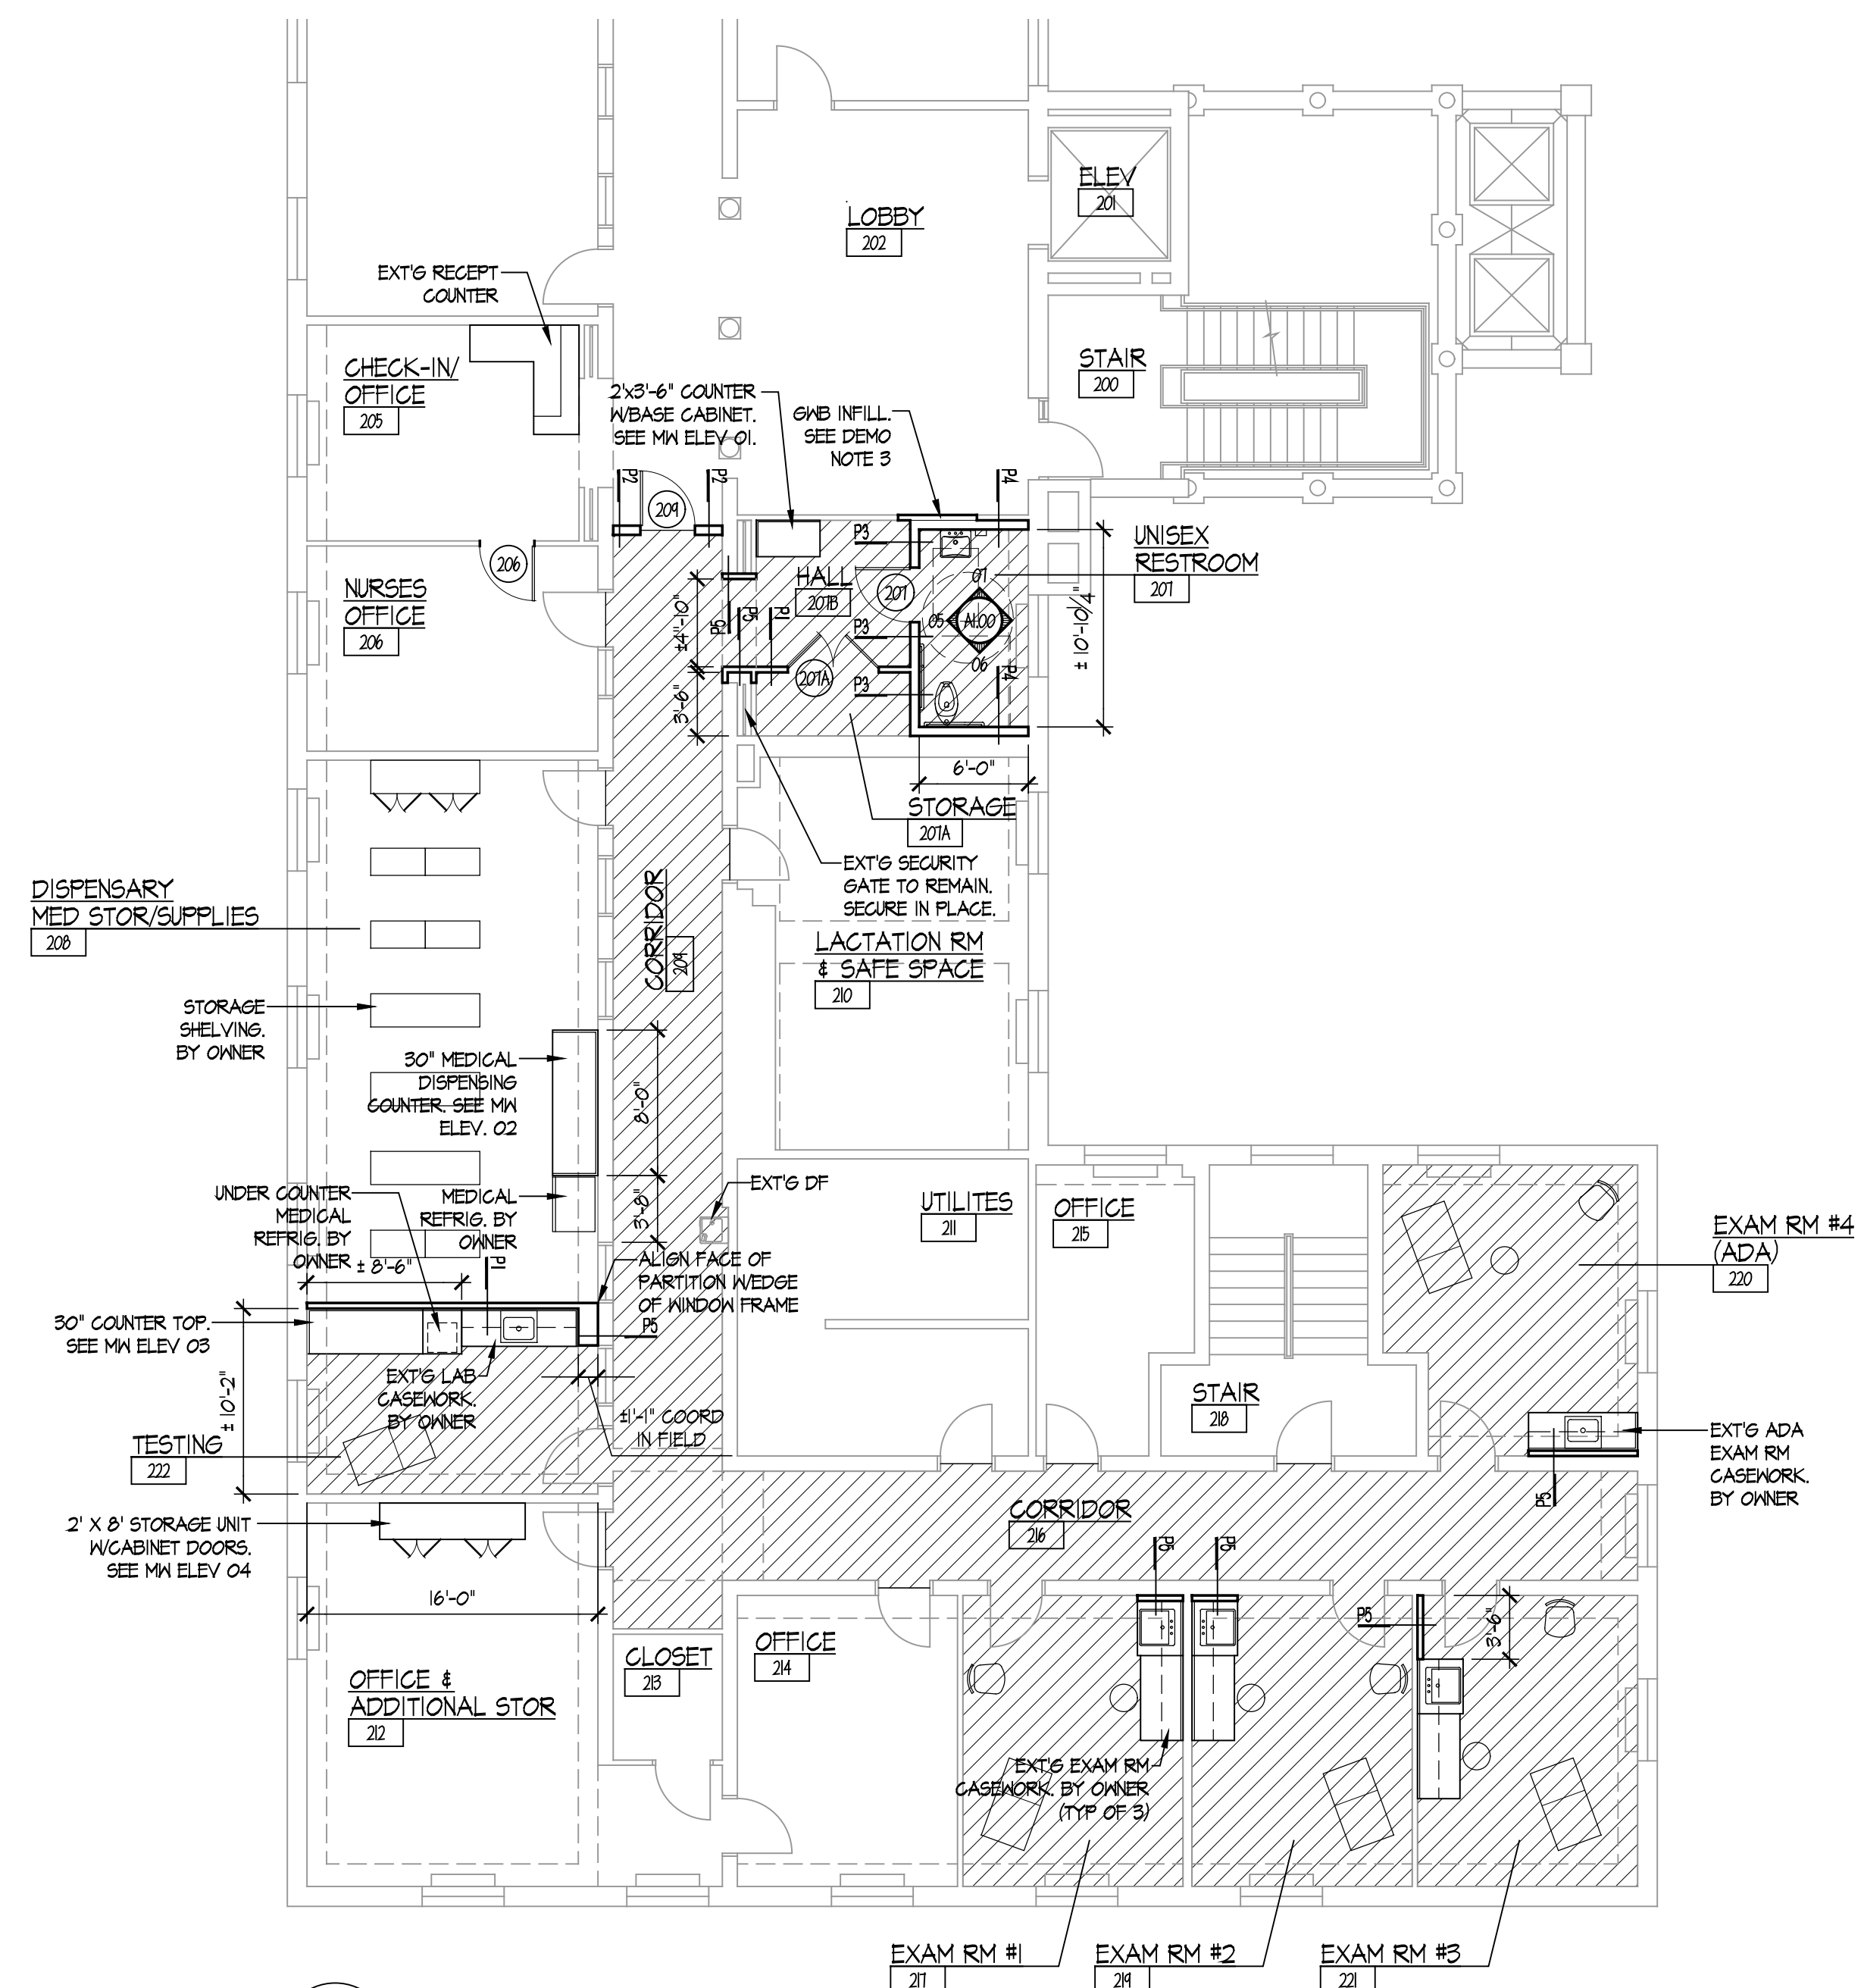 ELEV
201
LOBBY
202
EXT'G RECEPT
COUNTER
CHECK-IN/
OFFICE
205
STAIR
200
2'x3'-6" COUNTER
W/BASE CABINET.
SEE MW ELEV 01.
GWB INFILL.
SEE DEMO
NOTE 3
P2
P2
P4
209
P3
UNISEX
RESTROOM
207
206
NURSES
OFFICE
206
HALL
207B
207
07
05
A1.00
06
±4'-10"
P5
P5
P1
P3
± 10'-10¼"
207A
P3
P4
3'-6"
6'-0"
STORAGE
207A
EXT'G SECURITY
GATE TO REMAIN.
SECURE IN PLACE.
DISPENSARY
MED STOR/SUPPLIES
208
CORRIDOR
209
LACTATION RM
& SAFE SPACE
210
STORAGE
SHELVING.
BY OWNER
30" MEDICAL
DISPENSING
COUNTER. SEE MW
ELEV. 02
8'-0"
UNDER COUNTER
MEDICAL
REFRIG. BY
OWNER
MEDICAL
REFRIG. BY
OWNER
3'-8"
EXT'G DF
UTILITES
211
OFFICE
215
EXAM RM #4
(ADA)
220
± 8'-6"
P1
ALIGN FACE OF
PARTITION W/EDGE
OF WINDOW FRAME
30" COUNTER TOP.
SEE MW ELEV 03
P5
EXT'G LAB
CASEWORK.
BY OWNER
± 10'-2"
±1'-1" COORD
IN FIELD
STAIR
218
EXT'G ADA
EXAM RM
CASEWORK.
BY OWNER
P5
TESTING
222
2' X 8' STORAGE UNIT
W/CABINET DOORS.
SEE MW ELEV 04
CORRIDOR
216
P6
P6
16'-0"
P5
3'-6"
OFFICE &
ADDITIONAL STOR
212
CLOSET
213
OFFICE
214
EXT'G EXAM RM
CASEWORK. BY OWNER
(TYP OF 3)
EXAM RM #1
217
EXAM RM #2
219
EXAM RM #3
221